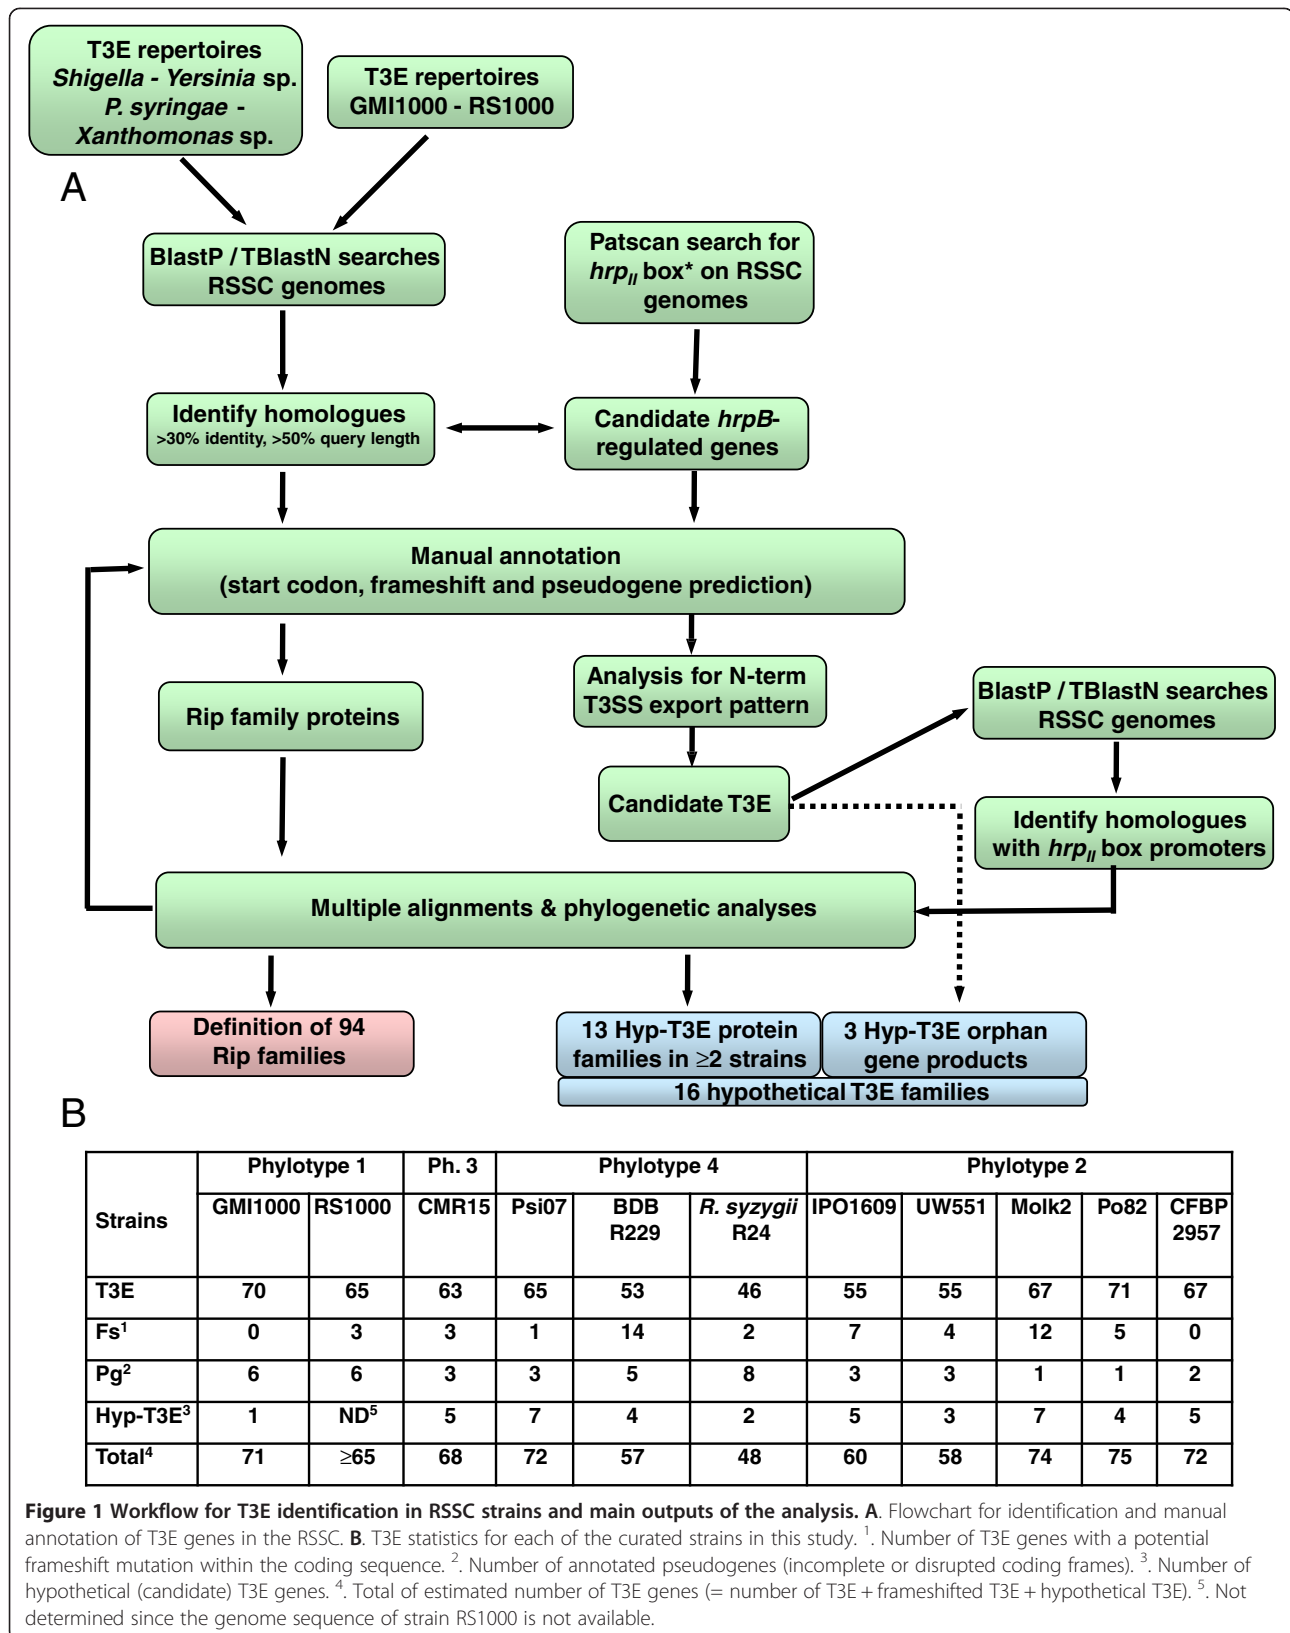 T3E repertoires
Shigella - Yersinia sp.
P. syringae -
Xanthomonas sp.
T3E repertoires
GMI1000 - RS1000
A
BlastP / TBlastN searches
RSSC genomes
Patscan search for
hrpII box* on RSSC
genomes
Identify homologues
>30% identity, >50% query length
Candidate hrpB-
regulated genes
Manual annotation
(start codon, frameshift and pseudogene prediction)
Rip family proteins
Analysis for N-term
T3SS export pattern
BlastP / TBlastN searches
RSSC genomes
Candidate T3E
Identify homologues
with hrpII box promoters
Multiple alignments & phylogenetic analyses
Definition of 94
Rip families
13 Hyp-T3E protein
families in ≥2 strains
3 Hyp-T3E orphan
gene products
16 hypothetical T3E families
B
Strains Phylotype 1 Ph. 3 Phylotype 4 Phylotype 2
GMI1000 RS1000 CMR15 Psi07 BDB R229 R. syzygii R24 IPO1609 UW551 Molk2 Po82 CFBP 2957
T3E 70 65 63 65 53 46 55 55 67 71 67
Fs1 0 3 3 1 14 2 7 4 12 5 0
Pg2 6 6 3 3 5 8 3 3 1 1 2
Hyp-T3E3 1 ND5 5 7 4 2 5 3 7 4 5
Total4 71 ≥65 68 72 57 48 60 58 74 75 72
Figure 1 Workflow for T3E identification in RSSC strains and main outputs of the analysis. A. Flowchart for identification and manual
annotation of T3E genes in the RSSC. B. T3E statistics for each of the curated strains in this study. 1. Number of T3E genes with a potential
frameshift mutation within the coding sequence. 2. Number of annotated pseudogenes (incomplete or disrupted coding frames). 3. Number of
hypothetical (candidate) T3E genes. 4. Total of estimated number of T3E genes (= number of T3E + frameshifted T3E + hypothetical T3E). 5. Not
determined since the genome sequence of strain RS1000 is not available.